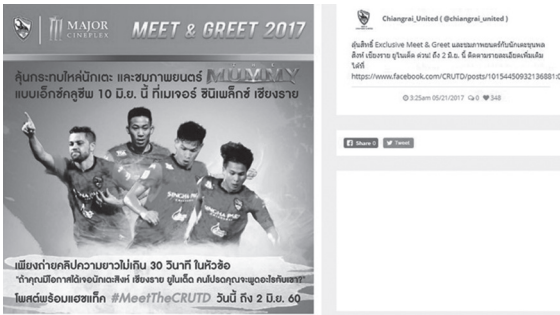 MAJOR
CINEPLEX
MEET & GREET 2017
ลุ้นกระทบไหล่นักเตะ และชมภาพยนตร์ MUMMY
แบบเอ็กซ์คลูซีพ 10 มิ.ย. นี้ ที่เมเจอร์ ซีนีเพล็กซ์ เชียงราย
เพียงถ่ายคลิปความยาวไม่เกิน 30 วินาที ในหัวข้อ
"ถ้าคุณมีโอกาสได้เจอนักเตะสิงห์ เชียงราย ยูไนเต็ด คนโปรดคุณจะพูดอะไรกับเขา?"
โพสต์พร้อมแฮชแท็ค #MeetTheCRUTD วันนี้ ถึง 2 มิ.ย. 60
Chiangrai_United ( @chiangrai_united )
ลุ้นสิทธิ์ Exclusive Meet & Greet และชมภาพยนตร์กับนักเตะขุนพล
สิงห์ เชียงราย ยูไนเต็ด ด่วน! ถึง 2 มิ.ย. นี้ ติดตามรายละเอียดเพิ่มเติม
ได้ที่
https://www.facebook.com/CRUTD/posts/10154450932136881:0
3:25am 05/21/2017 0 348
Share 0 Tweet